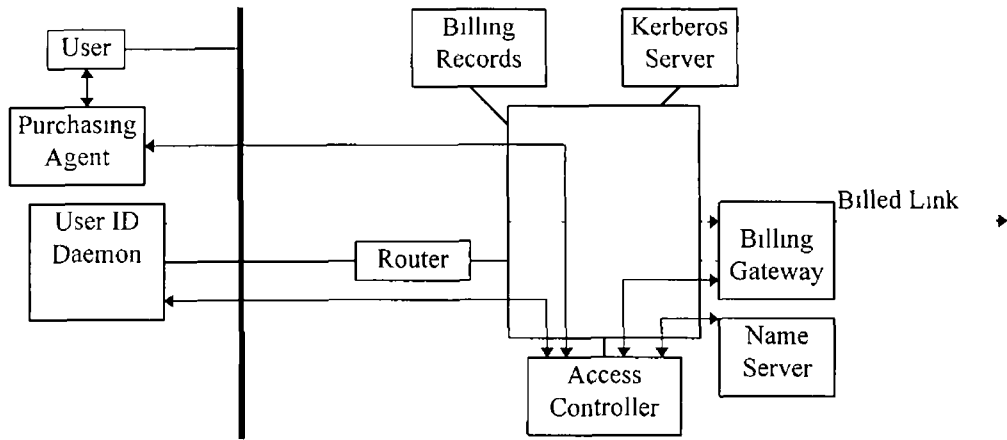 User
Purchasing
Agent
User ID
Daemon
Router
Billing
Records
Kerberos
Server
Billed Link
Billing
Gateway
Name
Server
Access
Controller